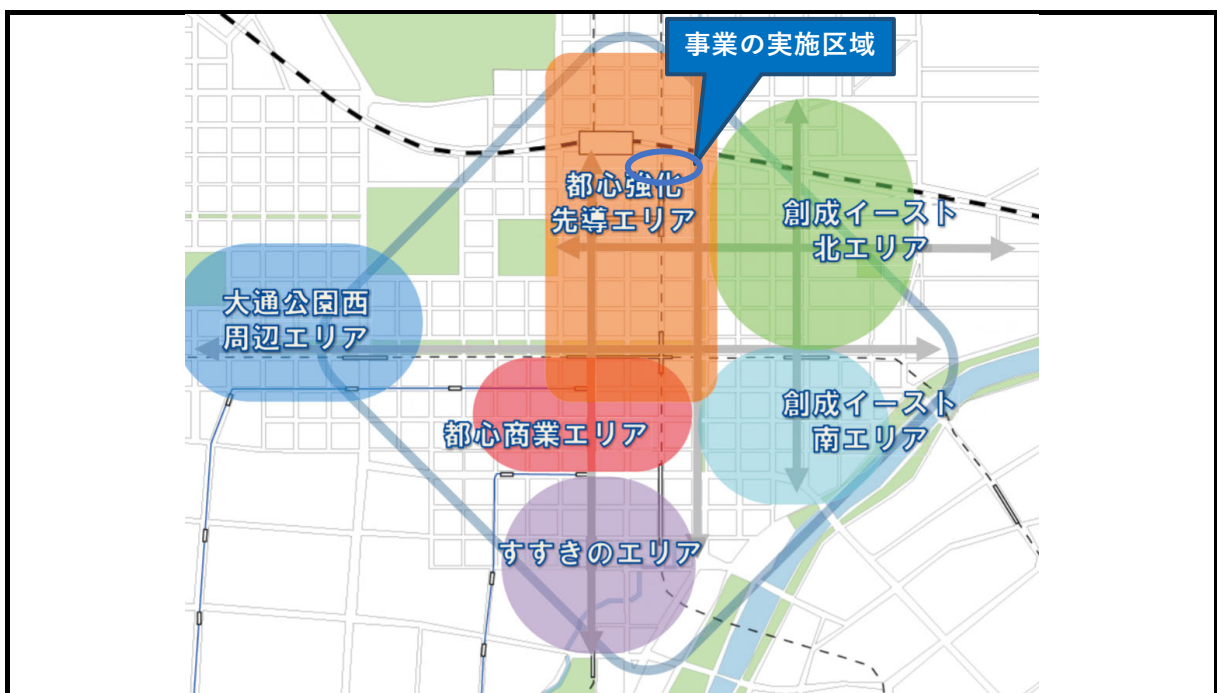 事業の実施区域
都心強化
先導エリア
創成イースト
北エリア
大通公園西
周辺エリア
創成イースト
南エリア
都心商業エリア
すすきのエリア